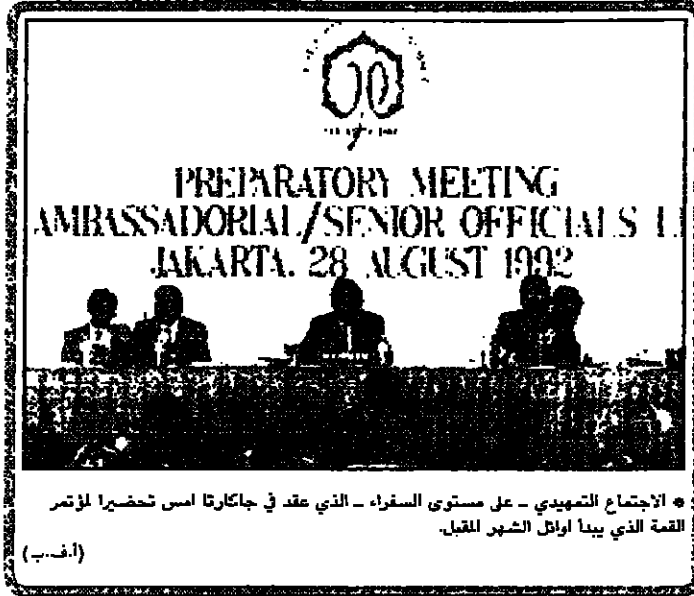 PREPARATORY MEETING
AMBASSADORIAL/SENIOR OFFICIALS
JAKARTA. 28 AUGUST 1992
● الاجتماع التمهيدي ـ على مستوى السفراء ـ الذي عقد في جاكارتا امس تحضيرا لمؤتمر
القمة الذي يبدأ اوائل الشهر المقبل.
(أ.ف.ب)